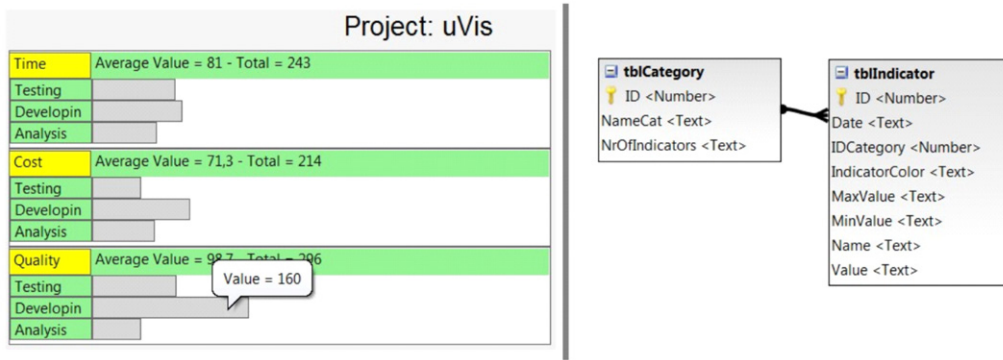 Project: uVis
Time Average Value = 81 - Total = 243
Testing
Developin
Analysis
Cost Average Value = 71,3 - Total = 214
Testing
Developin
Analysis
Quality Average Value = 98,7 - Total = 296
Value = 160
Testing
Developin
Analysis
tblCategory
ID <Number>
NameCat <Text>
NrOfIndicators <Text>
tblIndicator
ID <Number>
Date <Text>
IDCategory <Number>
IndicatorColor <Text>
MaxValue <Text>
MinValue <Text>
Name <Text>
Value <Text>